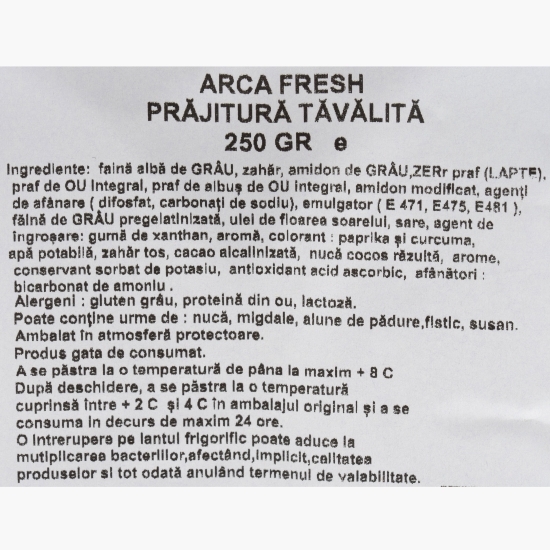 ARCA FRESH
PRĂJITURĂ TĂVĂLITĂ
250 GR e
Ingrediente: faină albă de GRÂU, zahăr, amidon de GRÂU,ZERr praf (LAPTE).
praf de OU Integral, praf de albuș de OU integral, amidon modificat, agenți
de afânare ( difosfat, carbonați de sodiu), emulgator ( E 471, E475, E481 ),
făină de GRÂU pregelatinizată, ulei de floarea soarelui, sare, agent de
îngroșare: gumă de xanthan, aromă, colorant : paprika și curcuma,
apă potabilă, zahăr tos, cacao alcalinizată, nucă cocos răzuită, arome,
conservant sorbat de potasiu, antioxidant acid ascorbic, afânători :
bicarbonat de amoniu .
Alergeni : gluten grâu, proteină din ou, lactoză.
Poate conține urme de : nucă, migdale, alune de pădure,fistic, susan.
Ambalat în atmosferă protectoare.
Produs gata de consumat.
A se păstra la o temperatură de pâna la maxim + 8 C
După deschidere, a se păstra la o temperatură
cuprinsă între + 2 C și 4 C în ambalajul original și a se
consuma in decurs de maxim 24 ore.
O intrerupere pe lantul frigorific poate aduce la
mutiplicarea bacteriilor,afectând,implicit,calitatea
produselor si tot odată anulând termenul de valabilitate.